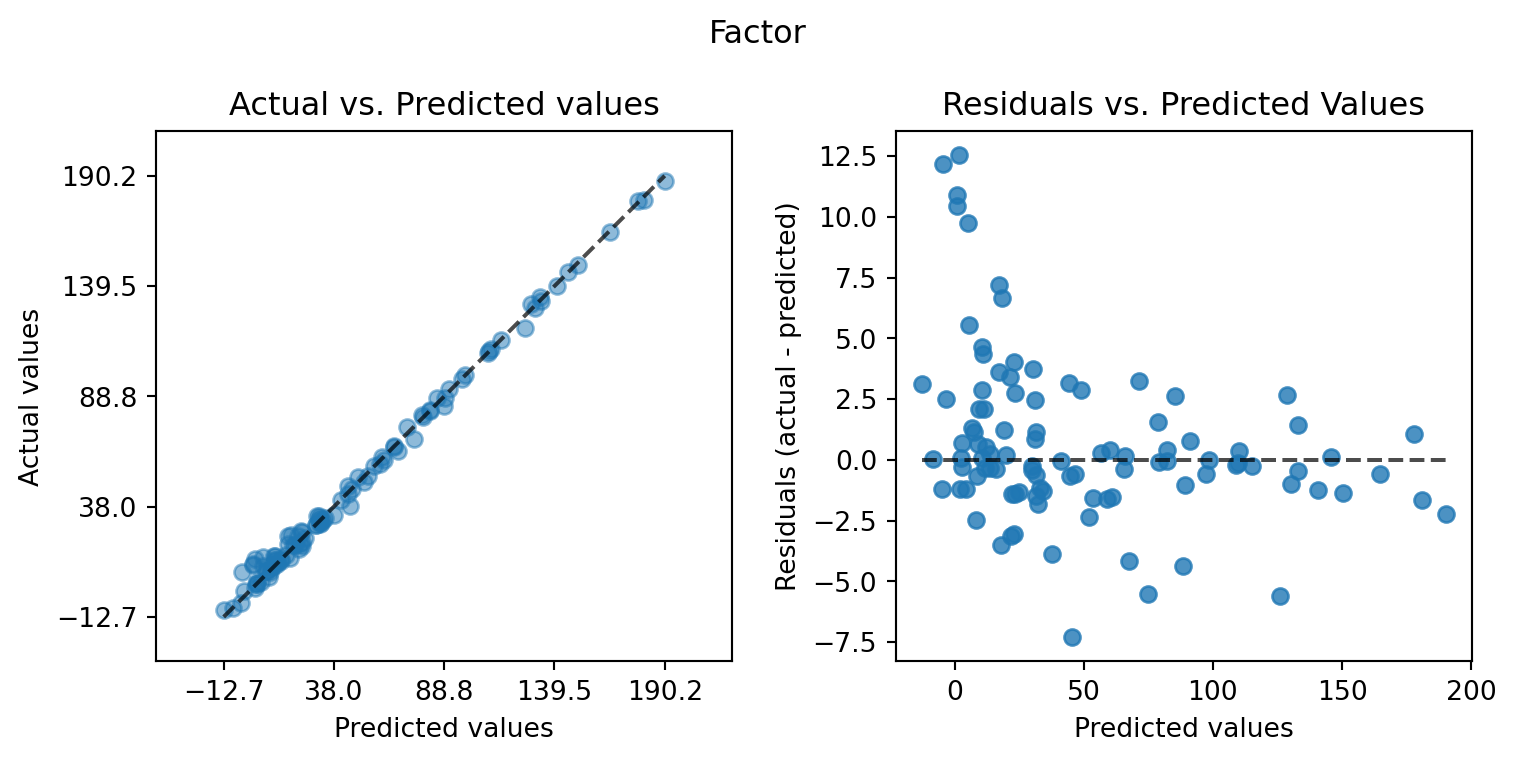 Factor
Actual vs. Predicted values
Actual values
190.2
139.5
88.8
38.0
−12.7
−12.7 38.0 88.8 139.5 190.2
Predicted values
Residuals vs. Predicted Values
Residuals (actual - predicted)
12.5
10.0
7.5
5.0
2.5
0.0
−2.5
−5.0
−7.5
0 50 100 150 200
Predicted values